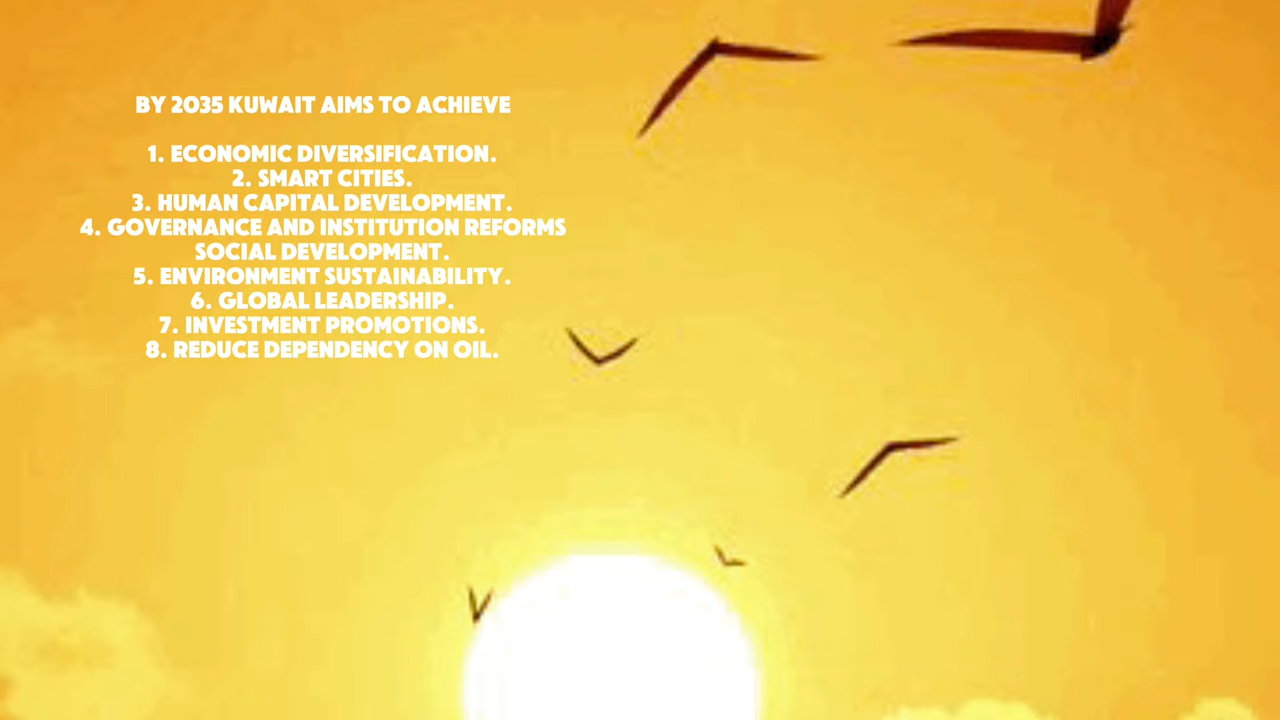 BY 2035 KUWAIT AIMS TO ACHIEVE
1. ECONOMIC DIVERSIFICATION.
2. SMART CITIES.
3. HUMAN CAPITAL DEVELOPMENT.
4. GOVERNANCE AND INSTITUTION REFORMS
SOCIAL DEVELOPMENT.
5. ENVIRONMENT SUSTAINABILITY.
6. GLOBAL LEADERSHIP.
7. INVESTMENT PROMOTIONS.
8. REDUCE DEPENDENCY ON OIL.